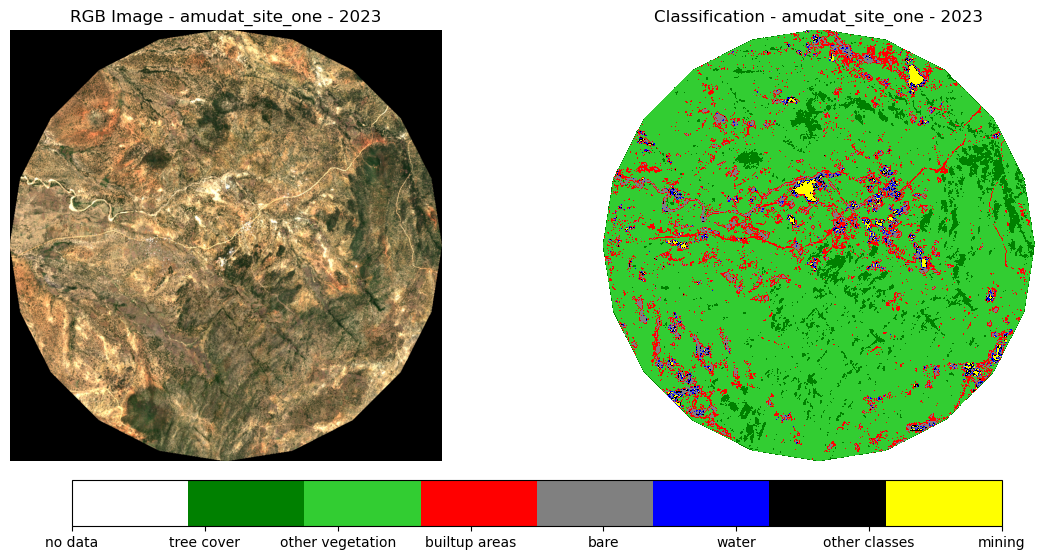 RGB Image - amudat_site_one - 2023
Classification - amudat_site_one - 2023
no data
tree cover
other vegetation
builtup areas
bare
water
other classes
mining